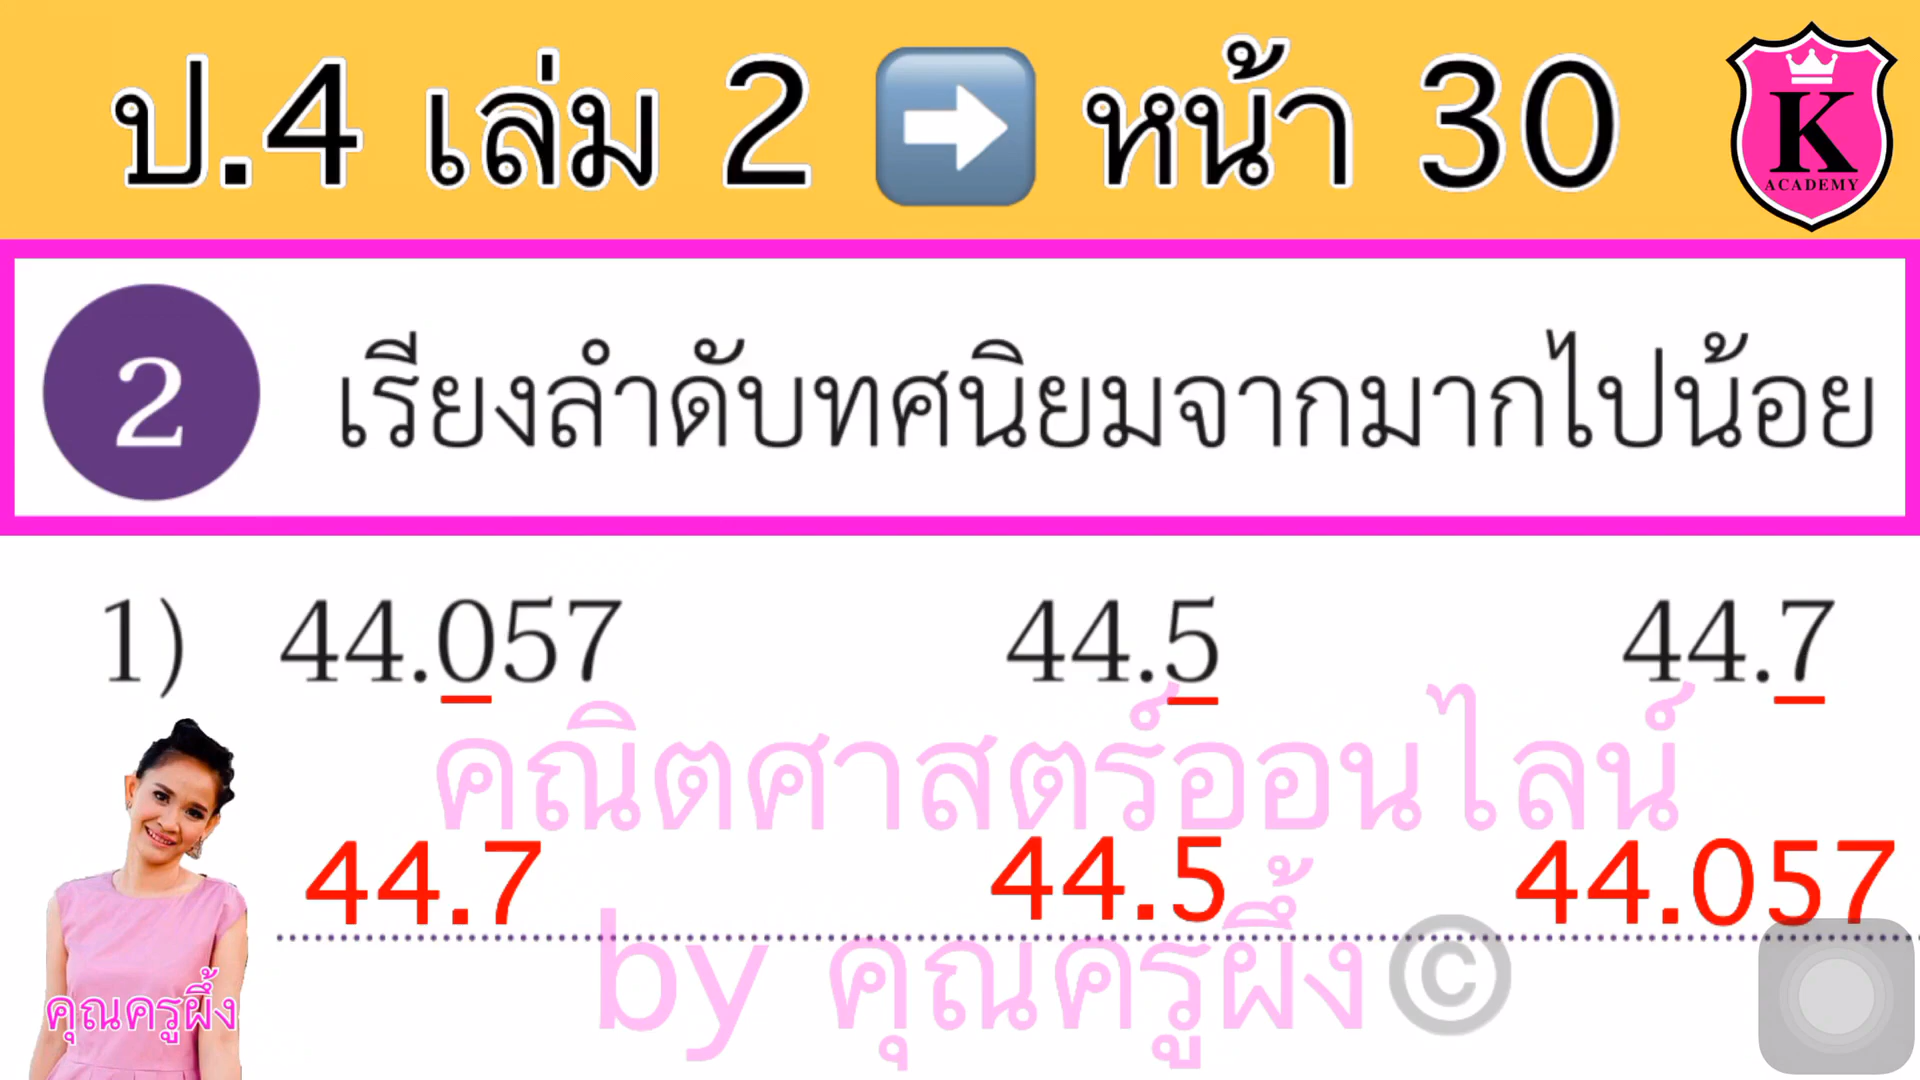 ป.4 เล่ม 2 ➡ หน้า 30
K
ACADEMY
2 เรียงลำดับทศนิยมจากมากไปน้อย
1) 44.057 44.5 44.7
คณิตศาสตร์ออนไลน์
44.7 44.5 44.057
by คุณครูผึ้ง©
คุณครูผึ้ง